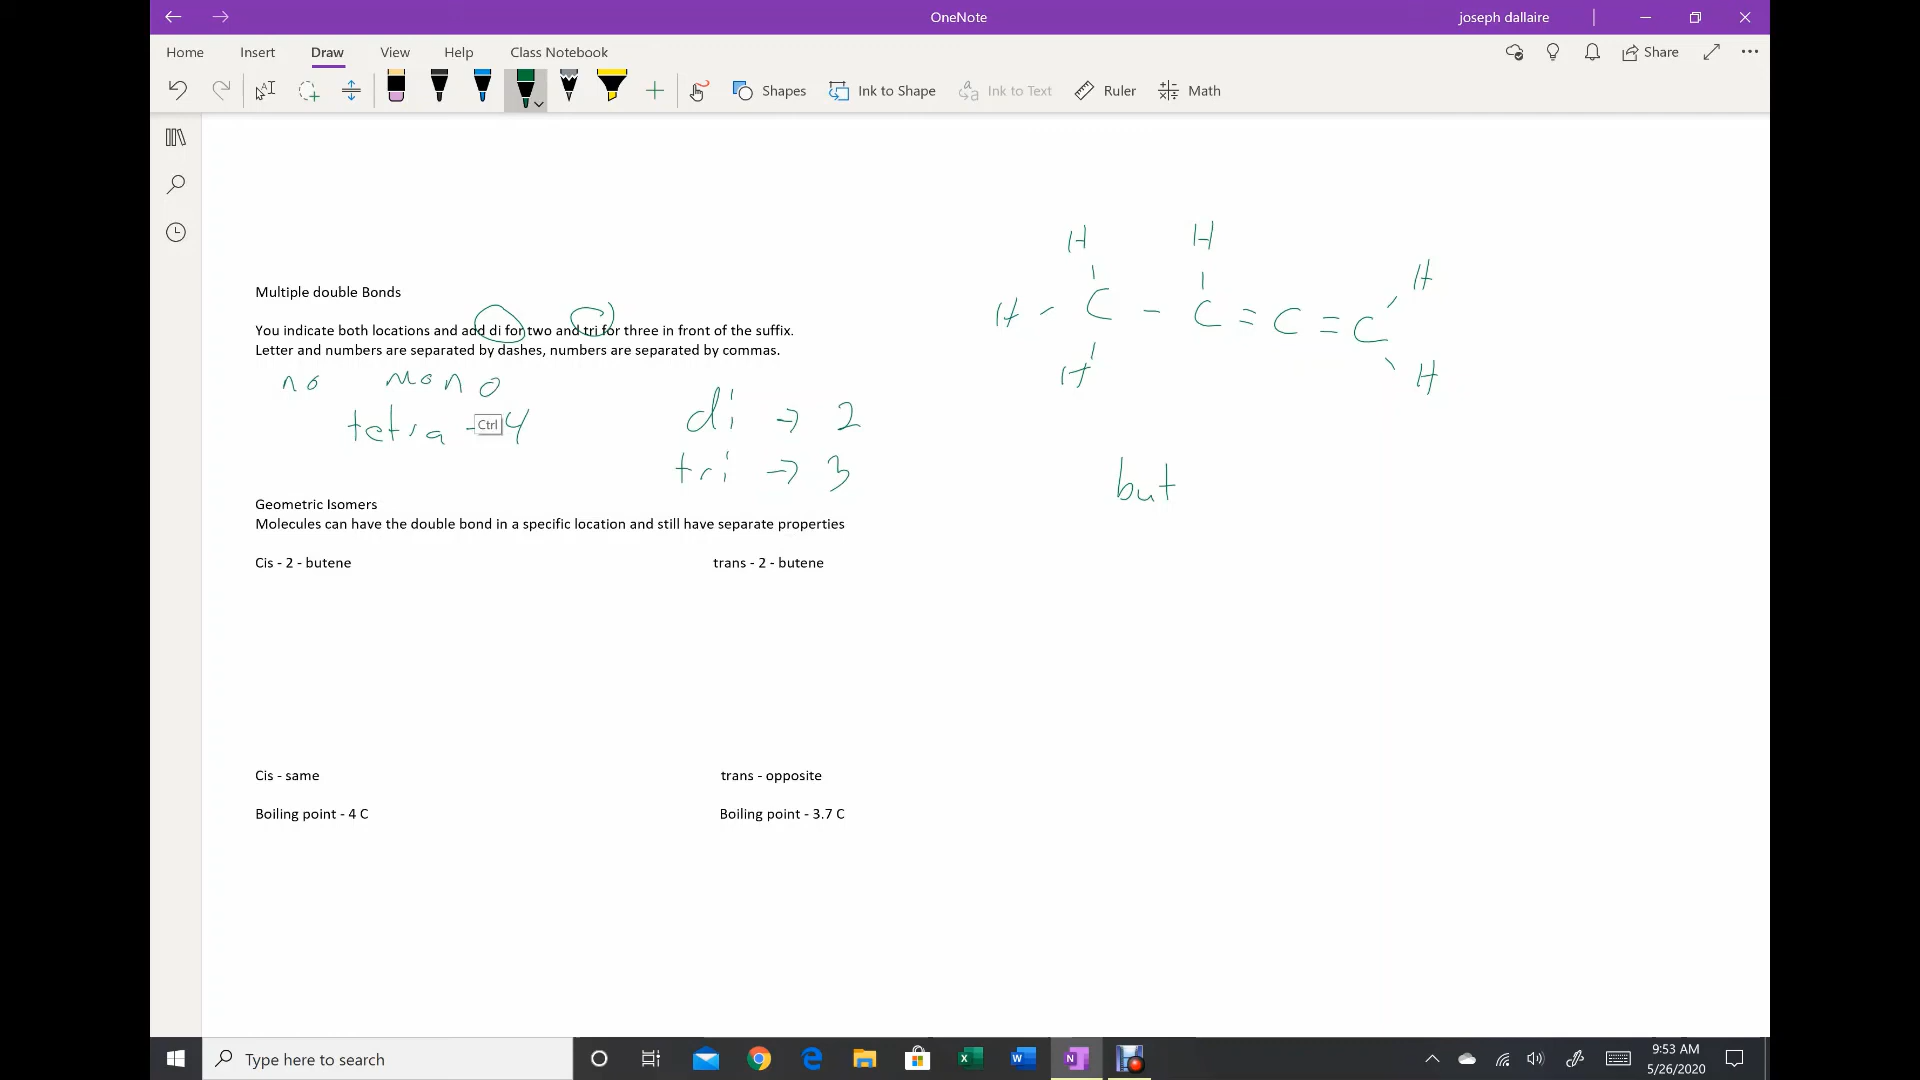 OneNote
joseph dallaire
Home Insert Draw View Help Class Notebook
Share
Shapes Ink to Shape Ink to Text Ruler Math
H H
H
H - C - C = C = C
H
H
Multiple double Bonds
You indicate both locations and add di for two and tri for three in front of the suffix.
Letter and numbers are separated by dashes, numbers are separated by commas.
no mono
tetra - 4
Ctrl
di → 2
tri → 3
but
Geometric Isomers
Molecules can have the double bond in a specific location and still have separate properties
Cis - 2 - butene trans - 2 - butene
Cis - same trans - opposite
Boiling point - 4 C Boiling point - 3.7 C
Type here to search
9:53 AM
5/26/2020